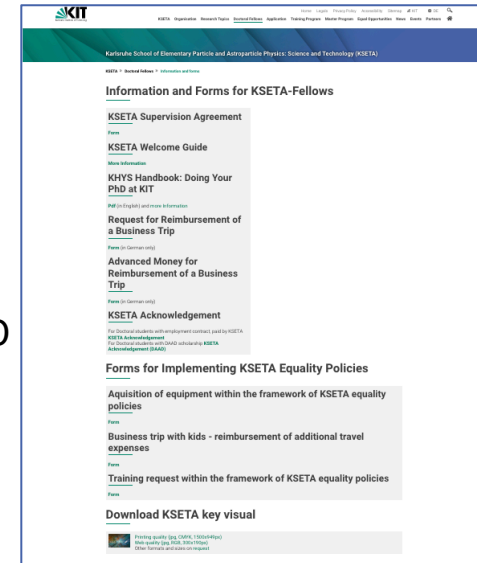 KIT
Home Legals Privacy Policy Accessibility Sitemap KIT DE
KSETA Organisation Research Topics Doctoral Fellows Application Training Program Mentor Program Equal Opportunities News Events Partners
Karlsruhe School of Elementary Particle and Astroparticle Physics: Science and Technology (KSETA)
KSETA > Doctoral Fellows > Information and Forms
Information and Forms for KSETA-Fellows
KSETA Supervision Agreement
Form
KSETA Welcome Guide
More Information
KHYS Handbook: Doing Your
PhD at KIT
Pdf (in English) and more information
Request for Reimbursement of
a Business Trip
Form (in German only)
Advanced Money for
Reimbursement of a Business
Trip
Form (in German only)
KSETA Acknowledgement
For Doctoral students with employment contract, paid by KSETA
KSETA Acknowledgement
For Doctoral students with DAAD scholarship KSETA
Acknowledgement (DAAD)
Forms for Implementing KSETA Equality Policies
Aquisition of equipment within the framework of KSETA equality
policies
Form
Business trip with kids - reimbursement of additional travel
expenses
Form
Training request within the framework of KSETA equality policies
Form
Download KSETA key visual
Printing quality (jpg, CMYK, 1500x949px)
Web quality (jpg, RGB, 300x190px)
Other formats and sizes on request